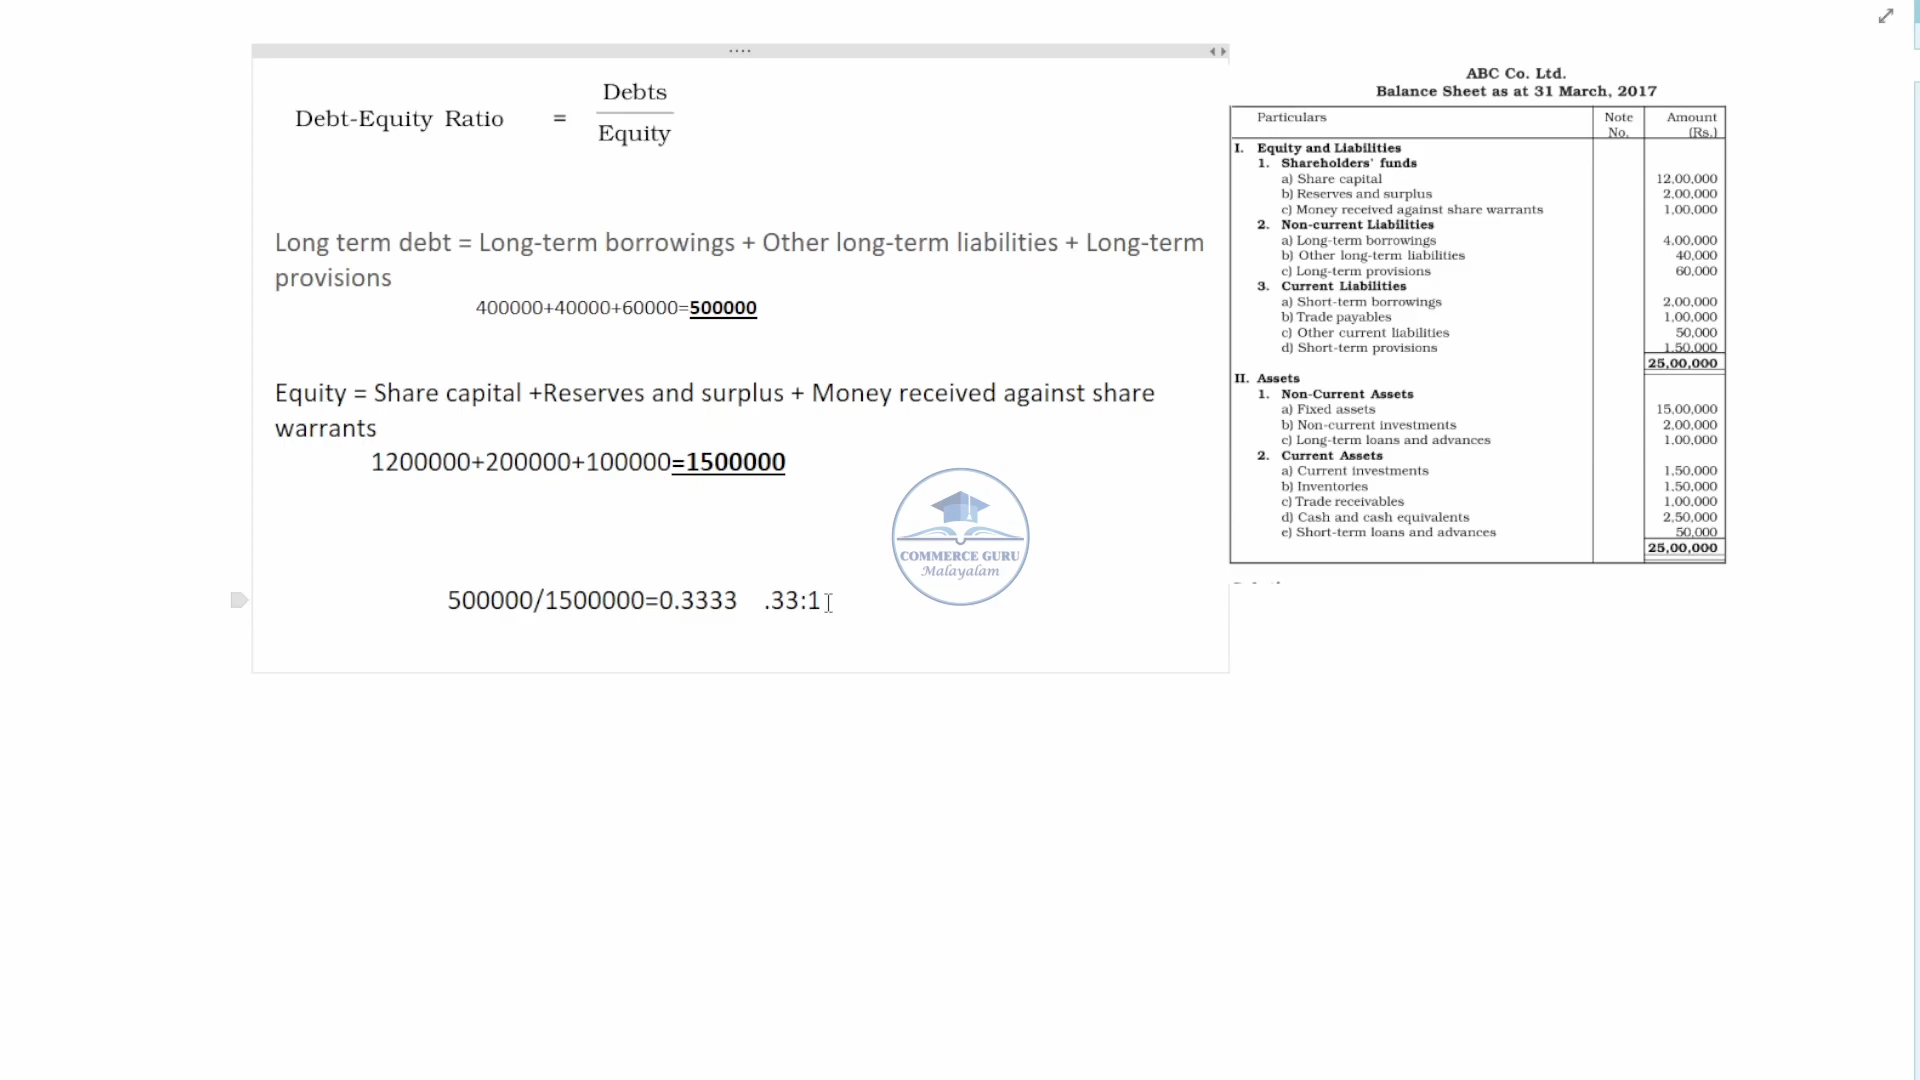 Debt-Equity Ratio = Debts
Equity
Long term debt = Long-term borrowings + Other long-term liabilities + Long-term
provisions
400000+40000+60000=500000
Equity = Share capital +Reserves and surplus + Money received against share
warrants
1200000+200000+100000=1500000
COMMERCE GURU
Malayalam
500000/1500000=0.3333 .33:1
ABC Co. Ltd.
Balance Sheet as at 31 March, 2017
Particulars Note Amount
No. (Rs.)
I. Equity and Liabilities
1. Shareholders' funds
a) Share capital 12,00,000
b) Reserves and surplus 2,00,000
c) Money received against share warrants 1,00,000
2. Non-current Liabilities
a) Long-term borrowings 4,00,000
b) Other long-term liabilities 40,000
c) Long-term provisions 60,000
3. Current Liabilities
a) Short-term borrowings 2,00,000
b) Trade payables 1,00,000
c) Other current liabilities 50,000
d) Short-term provisions 1,50,000
25,00,000
II. Assets
1. Non-Current Assets
a) Fixed assets 15,00,000
b) Non-current investments 2,00,000
c) Long-term loans and advances 1,00,000
2. Current Assets
a) Current investments 1,50,000
b) Inventories 1,50,000
c) Trade receivables 1,00,000
d) Cash and cash equivalents 2,50,000
e) Short-term loans and advances 50,000
25,00,000